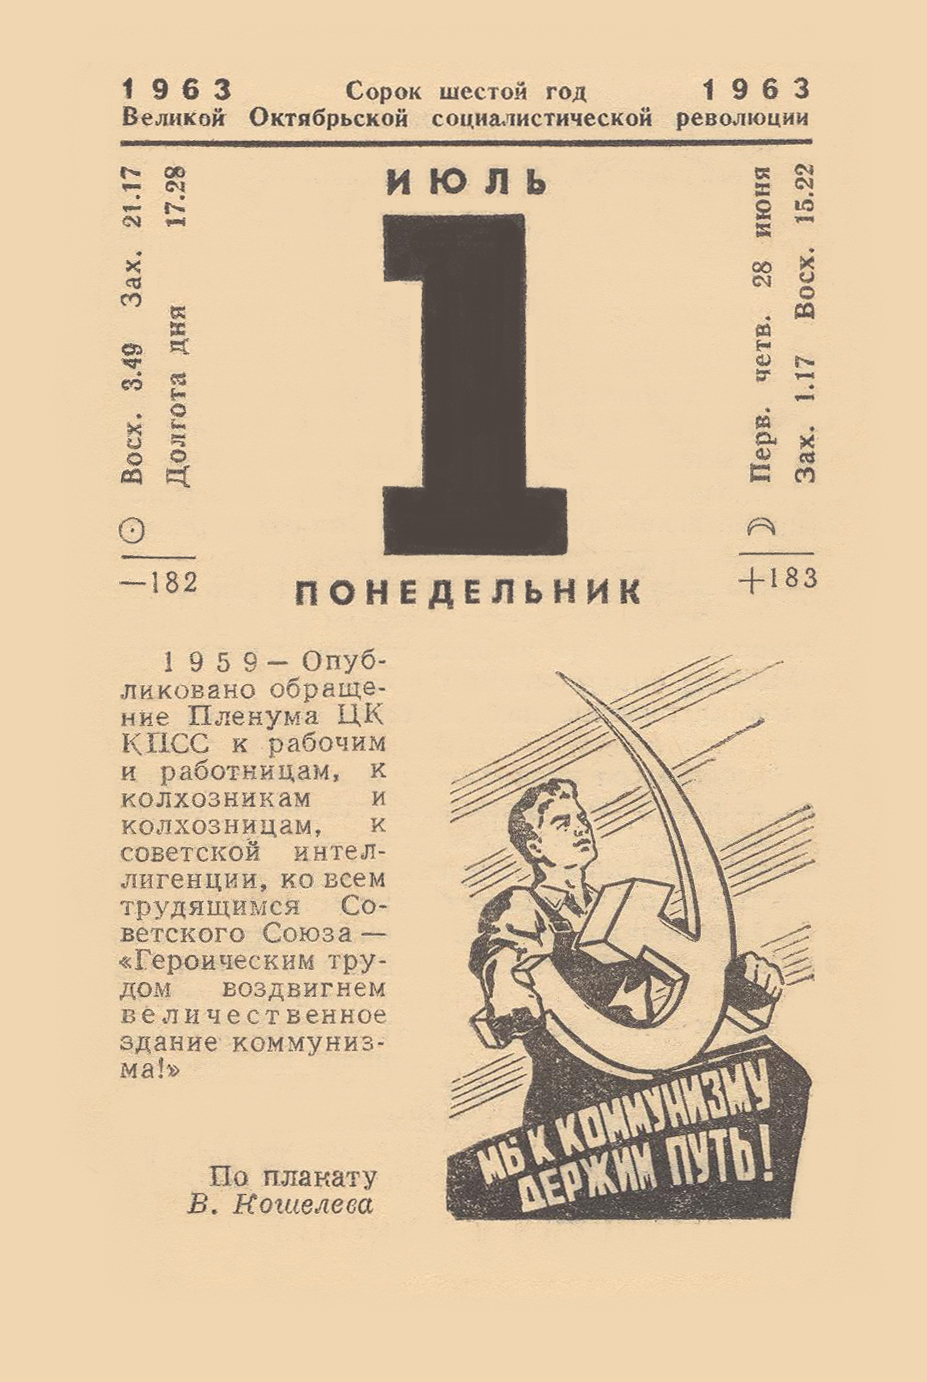 1963 Сорок шестой год 1963
Великой Октябрьской социалистической революции
Восх. 3.49 Зах. 21.17
Долгота дня 17.28
—182
ИЮЛЬ
1
ПОНЕДЕЛЬНИК
Перв. четв. 28 июня
Зах. 1.17 Восх. 15.22
+183
1959 — Опуб-
ликовано обраще-
ние Пленума ЦК
КПСС к рабочим
и работницам, к
колхозникам и
колхозницам, к
советской интел-
лигенции, ко всем
трудящимся Со-
ветского Союза —
«Героическим тру-
дом воздвигнем
величественное
здание коммуниз-
ма!»
По плакату
В. Кошелева
МЫ К КОММУНИЗМУ
ДЕРЖИМ ПУТЬ!